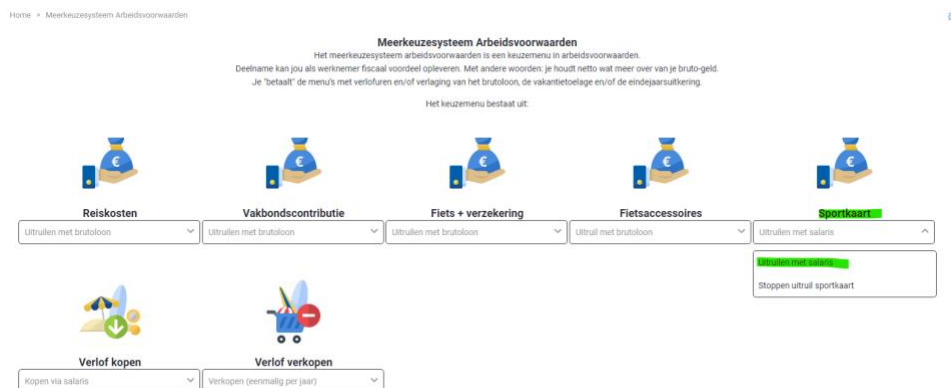 Home > Meerkeuzesysteem Arbeidsvoorwaarden
Meerkeuzesysteem Arbeidsvoorwaarden
Het meerkeuzesysteem arbeidsvoorwaarden is een keuzemenu in arbeidsvoorwaarden.
Deelname kan jou als werknemer fiscaal voordeel opleveren. Met andere woorden: je houdt netto wat meer over van je bruto-geld.
Je "betaalt" de menu's met verlofuren en/of verlaging van het brutoloon, de vakantietoelage en/of de eindejaarsuitkering.
Het keuzemenu bestaat uit:
Reiskosten Vakbondscontributie Fiets + verzekering Fietsaccessoires Sportkaart
Uitruilen met brutoloon Uitruilen met brutoloon Uitruilen met brutoloon Uitruil met brutoloon Uitruilen met salaris
Uitruilen met salaris
Stoppen uitruil sportkaart
Verlof kopen Verlof verkopen
Kopen via salaris Verkopen (eenmalig per jaar)